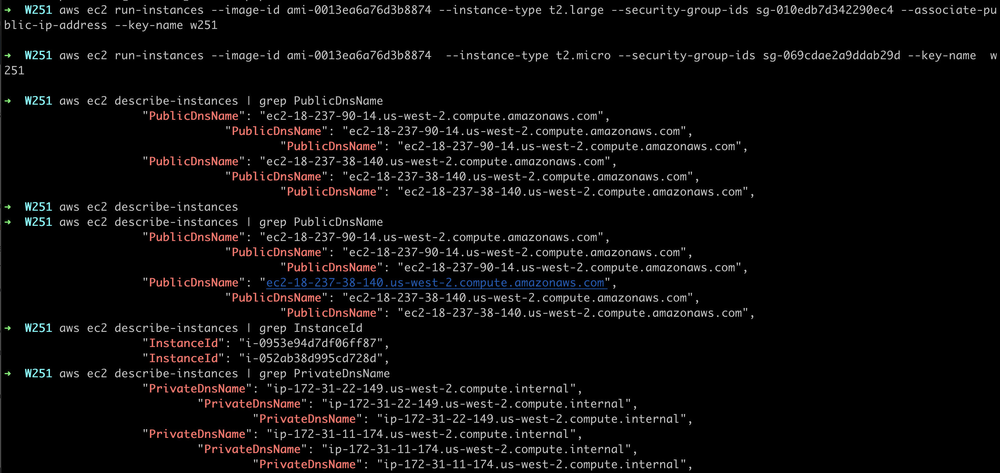 ➜  W251 aws ec2 run-instances --image-id ami-0013ea6a76d3b8874 --instance-type t2.large --security-group-ids sg-010edb7d342290ec4 --associate-pu
blic-ip-address --key-name w251
➜  W251 aws ec2 run-instances --image-id ami-0013ea6a76d3b8874  --instance-type t2.micro --security-group-ids sg-069cdae2a9ddab29d --key-name  w
251
➜  W251 aws ec2 describe-instances | grep PublicDnsName
"PublicDnsName": "ec2-18-237-90-14.us-west-2.compute.amazonaws.com",
"PublicDnsName": "ec2-18-237-90-14.us-west-2.compute.amazonaws.com",
"PublicDnsName": "ec2-18-237-90-14.us-west-2.compute.amazonaws.com",
"PublicDnsName": "ec2-18-237-38-140.us-west-2.compute.amazonaws.com",
"PublicDnsName": "ec2-18-237-38-140.us-west-2.compute.amazonaws.com",
"PublicDnsName": "ec2-18-237-38-140.us-west-2.compute.amazonaws.com",
➜  W251 aws ec2 describe-instances
➜  W251 aws ec2 describe-instances | grep PublicDnsName
"PublicDnsName": "ec2-18-237-90-14.us-west-2.compute.amazonaws.com",
"PublicDnsName": "ec2-18-237-90-14.us-west-2.compute.amazonaws.com",
"PublicDnsName": "ec2-18-237-90-14.us-west-2.compute.amazonaws.com",
"PublicDnsName": "ec2-18-237-38-140.us-west-2.compute.amazonaws.com",
"PublicDnsName": "ec2-18-237-38-140.us-west-2.compute.amazonaws.com",
"PublicDnsName": "ec2-18-237-38-140.us-west-2.compute.amazonaws.com",
➜  W251 aws ec2 describe-instances | grep InstanceId
"InstanceId": "i-0953e94d7df06ff87",
"InstanceId": "i-052ab38d995cd728d",
➜  W251 aws ec2 describe-instances | grep PrivateDnsName
"PrivateDnsName": "ip-172-31-22-149.us-west-2.compute.internal",
"PrivateDnsName": "ip-172-31-22-149.us-west-2.compute.internal",
"PrivateDnsName": "ip-172-31-22-149.us-west-2.compute.internal",
"PrivateDnsName": "ip-172-31-11-174.us-west-2.compute.internal",
"PrivateDnsName": "ip-172-31-11-174.us-west-2.compute.internal",
"PrivateDnsName": "ip-172-31-11-174.us-west-2.compute.internal",